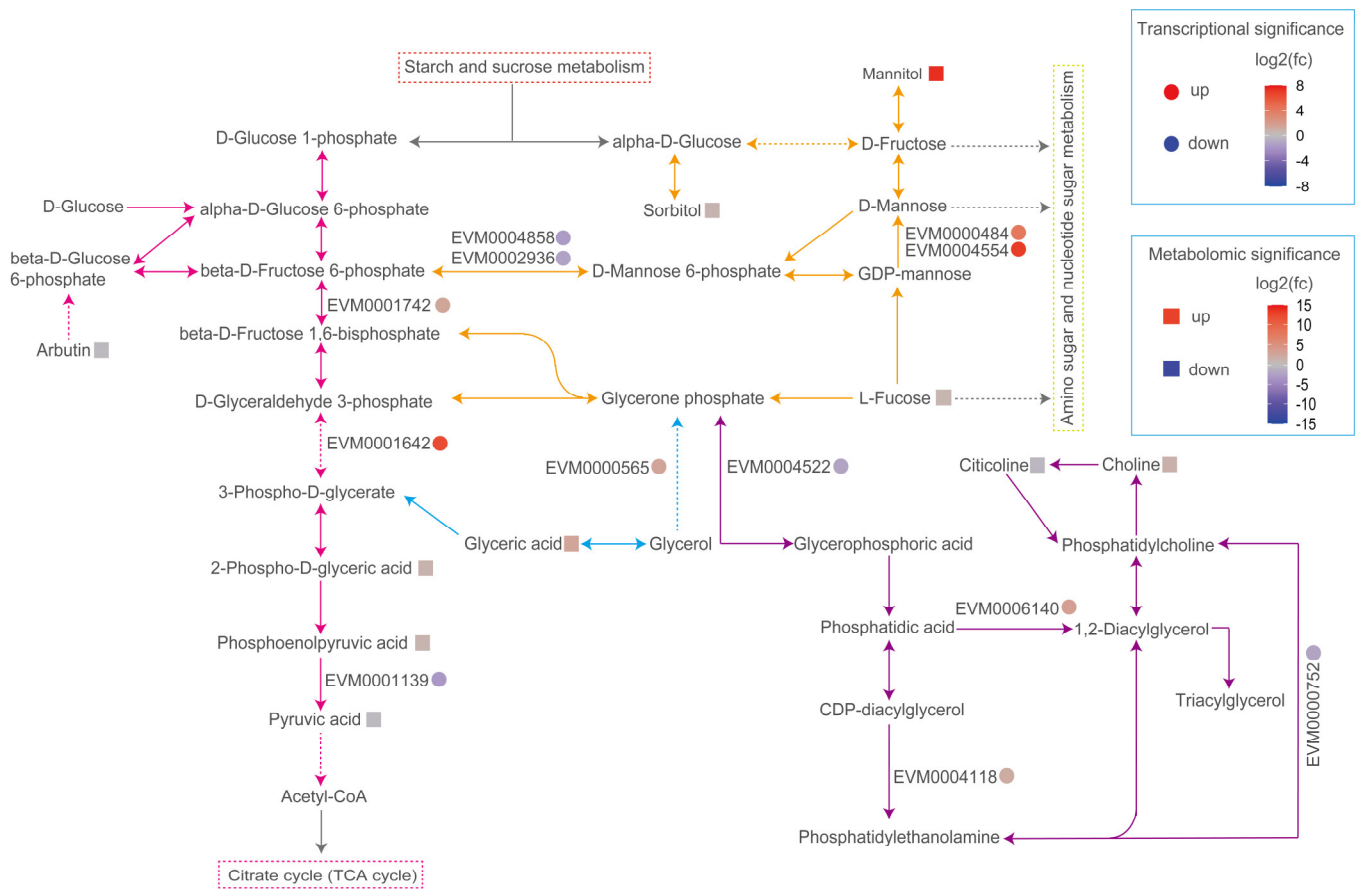 Starch and sucrose metabolism
Mannitol
D-Glucose 1-phosphate
alpha-D-Glucose
D-Fructose
D-Glucose
alpha-D-Glucose 6-phosphate
Sorbitol
D-Mannose
EVM0000484
EVM0004554
EVM0004858
EVM0002936
beta-D-Glucose
6-phosphate
beta-D-Fructose 6-phosphate
D-Mannose 6-phosphate
GDP-mannose
EVM0001742
beta-D-Fructose 1,6-bisphosphate
Arbutin
D-Glyceraldehyde 3-phosphate
Glycerone phosphate
L-Fucose
Amino sugar and nucleotide sugar metabolism
EVM0001642
EVM0000565
EVM0004522
Citicoline
Choline
3-Phospho-D-glycerate
Glyceric acid
Glycerol
Glycerophosphoric acid
Phosphatidylcholine
2-Phospho-D-glyceric acid
EVM0006140
Phosphatidic acid
1,2-Diacylglycerol
Phosphoenolpyruvic acid
EVM0001139
EVM0000752
Pyruvic acid
CDP-diacylglycerol
Triacylglycerol
EVM0004118
Acetyl-CoA
Phosphatidylethanolamine
Citrate cycle (TCA cycle)
Transcriptional significance
log2(fc)
up
down
8
4
0
-4
-8
Metabolomic significance
log2(fc)
up
down
15
10
5
0
-5
-10
-15